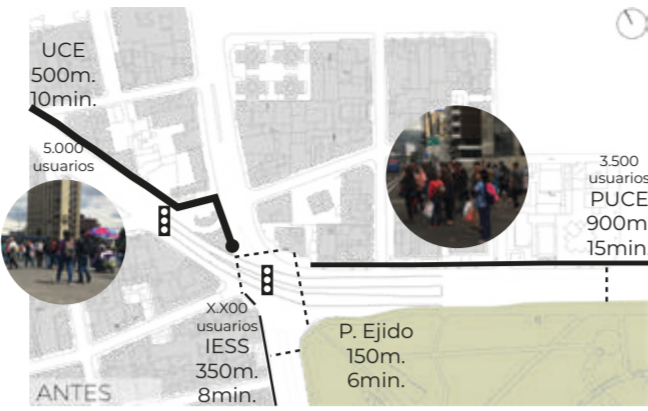 UCE
500m.
10min.
5.000
usuarios
3.500
usuarios
PUCE
900m
15min.
X.X00
usuarios
IESS
350m.
8min.
P. Ejido
150m.
6min.
ANTES